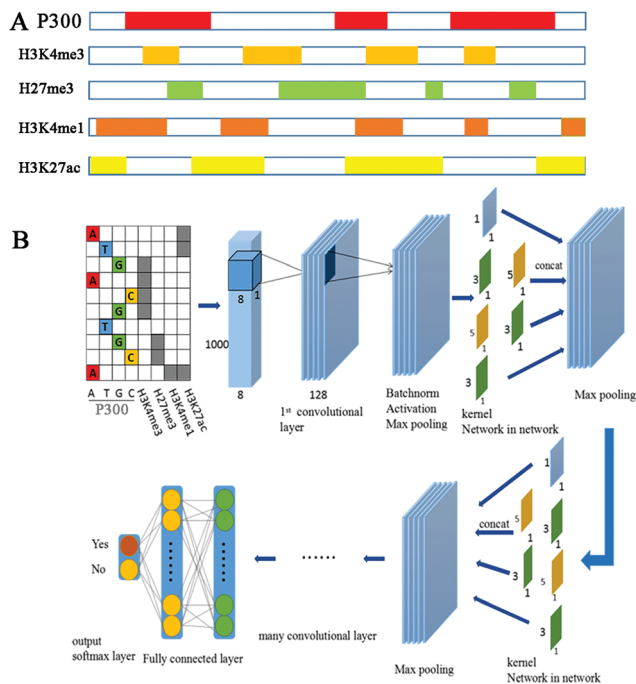 A
P300
H3K4me3
H27me3
H3K4me1
H3K27ac
B
A
T
G
A
C
G
T
G
C
A
A T G C
P300
H3K4me3
H27me3
H3K4me1
H3K27ac
8 1
1000
8
128
1st convolutional
layer
Batchnorm
Activation
Max pooling
1
1
3
1
5
1
5
1
3
1
3
1
concat
kernel
Network in network
Max pooling
1
1
5
1
3
1
3
1
5
1
3
1
concat
kernel
Network in network
Max pooling
......
many convolutional layer
Fully connected layer
Yes
No
output
softmax layer